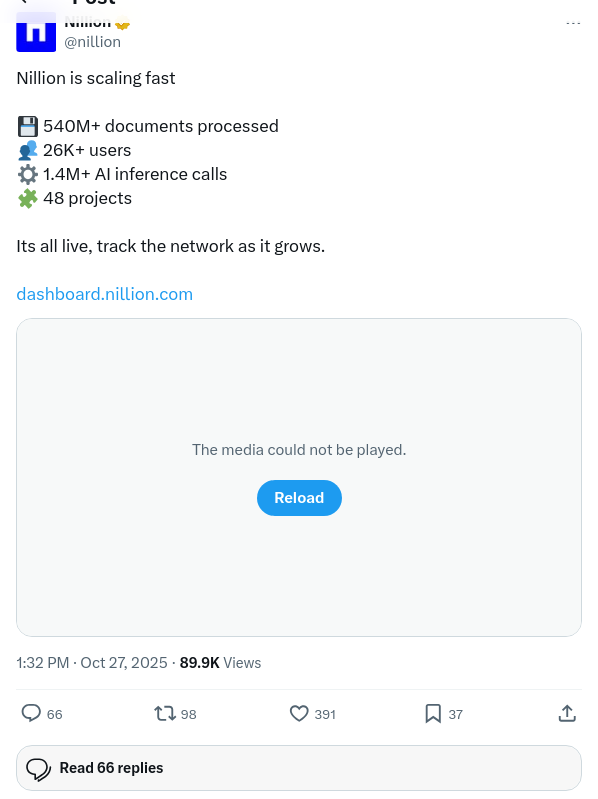 Post
Nillion
@nillion
Nillion is scaling fast
540M+ documents processed
26K+ users
1.4M+ AI inference calls
48 projects
Its all live, track the network as it grows.
dashboard.nillion.com
The media could not be played.
Reload
1:32 PM · Oct 27, 2025 · 89.9K Views
66 98 391 37
Read 66 replies